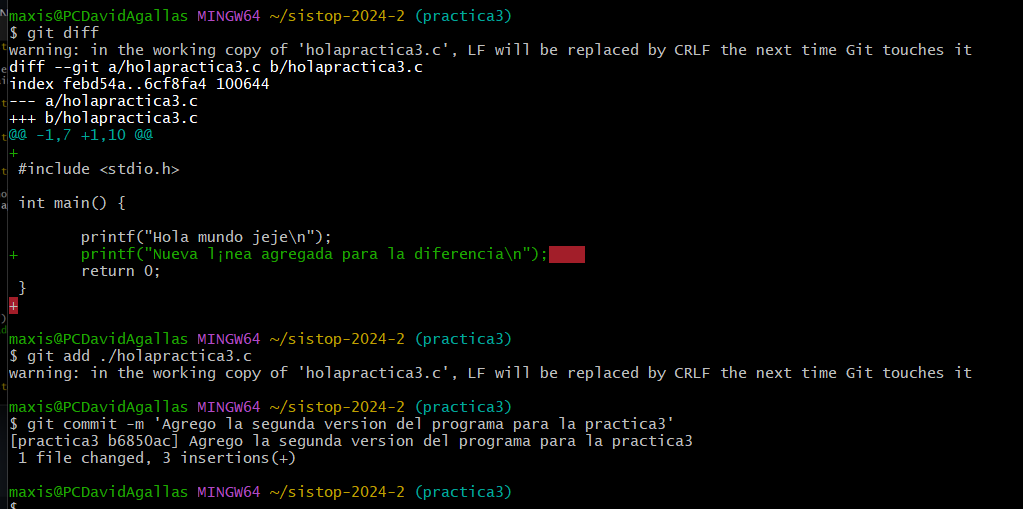 maxis@PCDavidAgallas MINGW64 ~/sistop-2024-2 (practica3)
$ git diff
warning: in the working copy of 'holapractica3.c', LF will be replaced by CRLF the next time Git touches it
diff --git a/holapractica3.c b/holapractica3.c
index febd54a..6cf8fa4 100644
--- a/holapractica3.c
+++ b/holapractica3.c
@@ -1,7 +1,10 @@
+
 #include <stdio.h>

 int main() {

        printf("Hola mundo jeje\n");
+       printf("Nueva l¡nea agregada para la diferencia\n");
        return 0;
 }
+

maxis@PCDavidAgallas MINGW64 ~/sistop-2024-2 (practica3)
$ git add ./holapractica3.c
warning: in the working copy of 'holapractica3.c', LF will be replaced by CRLF the next time Git touches it

maxis@PCDavidAgallas MINGW64 ~/sistop-2024-2 (practica3)
$ git commit -m 'Agrego la segunda version del programa para la practica3'
[practica3 b6850ac] Agrego la segunda version del programa para la practica3
 1 file changed, 3 insertions(+)

maxis@PCDavidAgallas MINGW64 ~/sistop-2024-2 (practica3)
$